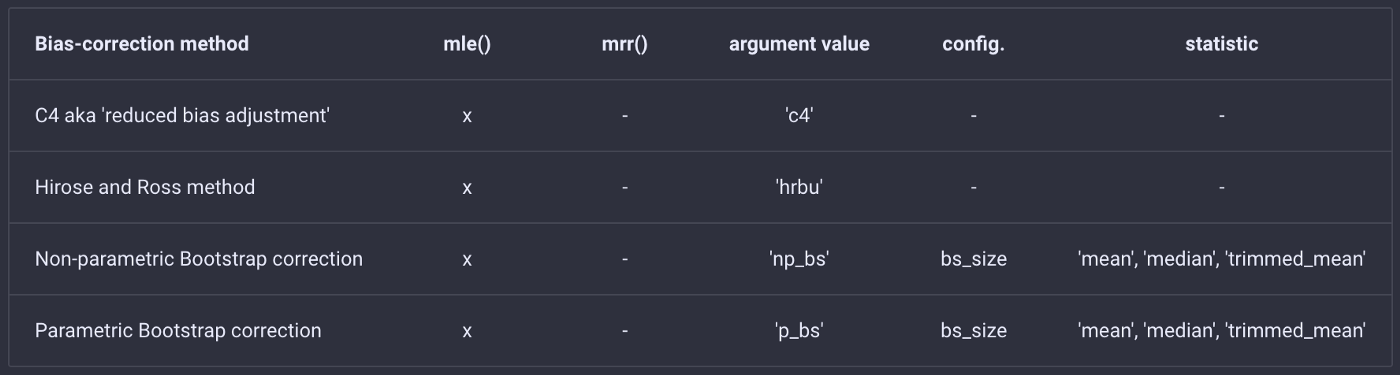 Bias-correction method mle() mrr() argument value config. statistic
C4 aka 'reduced bias adjustment' x - 'c4' - -
Hirose and Ross method x - 'hrbu' - -
Non-parametric Bootstrap correction x - 'np_bs' bs_size 'mean', 'median', 'trimmed_mean'
Parametric Bootstrap correction x - 'p_bs' bs_size 'mean', 'median', 'trimmed_mean'